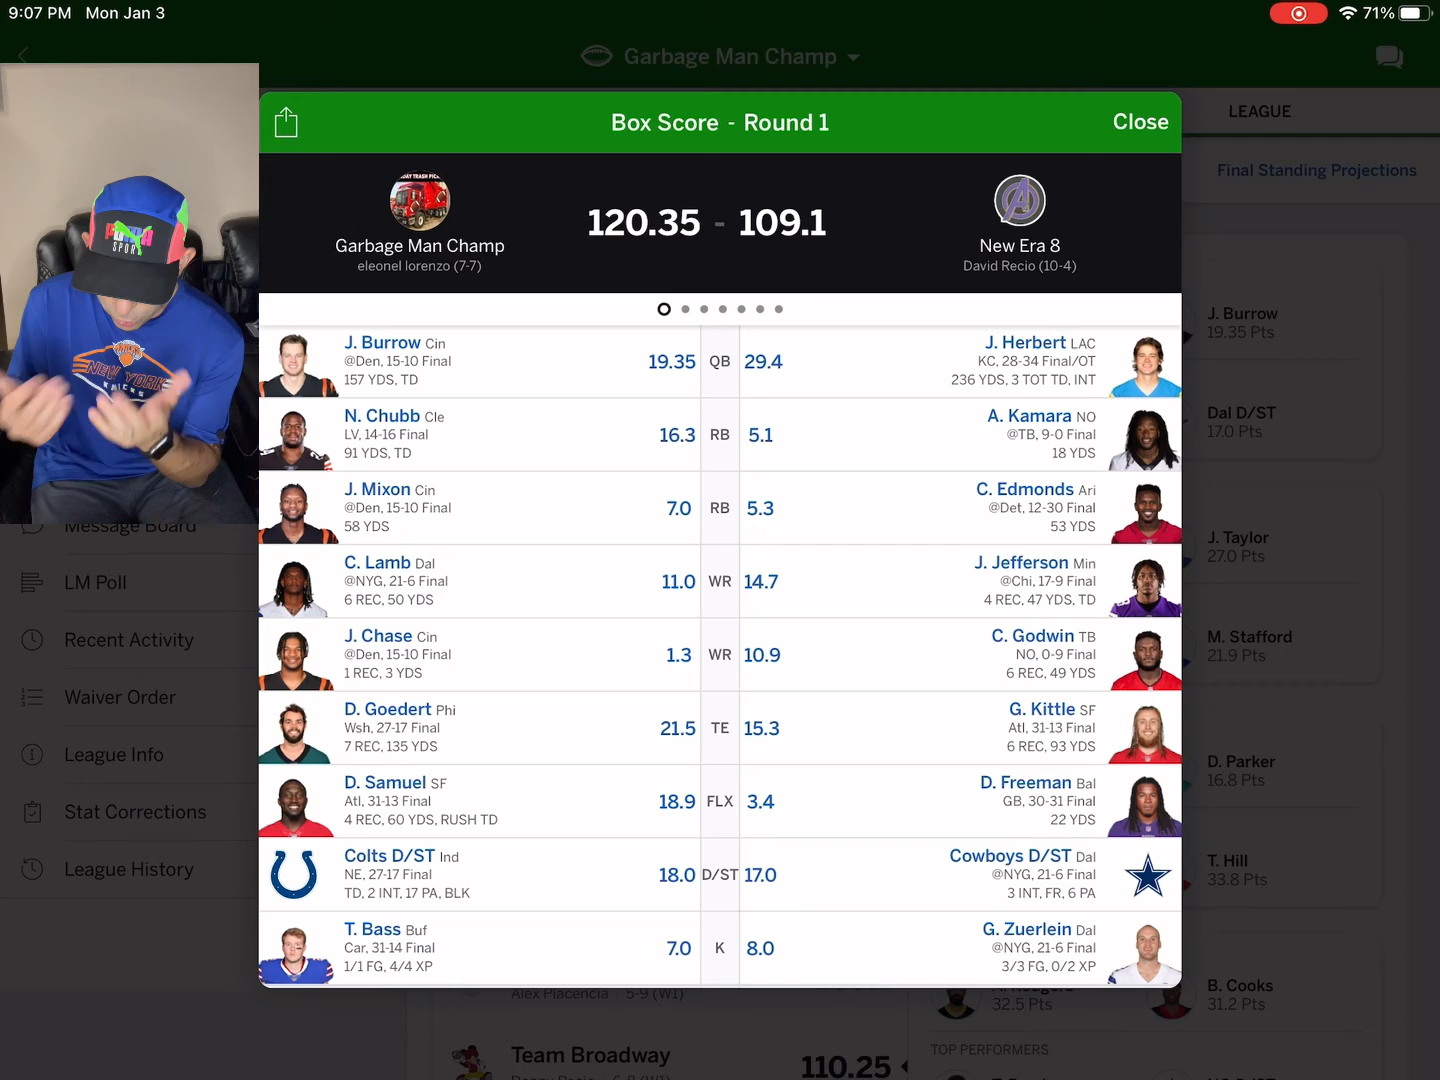 9:07 PM Mon Jan 3
71%
Garbage Man Champ
LEAGUE
Final Standing Projections
Box Score - Round 1
Close
120.35 - 109.1
Garbage Man Champ
eleonel lorenzo (7-7)
New Era 8
David Recio (10-4)
PUMA
SPORT
NEW YORK
KNICKS
J. Burrow Cin
@Den, 15-10 Final
157 YDS, TD
19.35 QB 29.4
J. Herbert LAC
KC, 28-34 Final/OT
236 YDS, 3 TOT TD, INT
N. Chubb Cle
LV, 14-16 Final
91 YDS, TD
16.3 RB 5.1
A. Kamara NO
@TB, 9-0 Final
18 YDS
J. Mixon Cin
@Den, 15-10 Final
58 YDS
7.0 RB 5.3
C. Edmonds Ari
@Det, 12-30 Final
53 YDS
C. Lamb Dal
@NYG, 21-6 Final
6 REC, 50 YDS
11.0 WR 14.7
J. Jefferson Min
@Chi, 17-9 Final
4 REC, 47 YDS, TD
J. Chase Cin
@Den, 15-10 Final
1 REC, 3 YDS
1.3 WR 10.9
C. Godwin TB
NO, 0-9 Final
6 REC, 49 YDS
D. Goedert Phi
Wsh, 27-17 Final
7 REC, 135 YDS
21.5 TE 15.3
G. Kittle SF
Atl, 31-13 Final
6 REC, 93 YDS
D. Samuel SF
Atl, 31-13 Final
4 REC, 60 YDS, RUSH TD
18.9 FLX 3.4
D. Freeman Bal
GB, 30-31 Final
22 YDS
Colts D/ST Ind
NE, 27-17 Final
TD, 2 INT, 17 PA, BLK
18.0 D/ST 17.0
Cowboys D/ST Dal
@NYG, 21-6 Final
3 INT, FR, 6 PA
T. Bass Buf
Car, 31-14 Final
1/1 FG, 4/4 XP
7.0 K 8.0
G. Zuerlein Dal
@NYG, 21-6 Final
3/3 FG, 0/2 XP
Message Board
LM Poll
Recent Activity
Waiver Order
League Info
Stat Corrections
League History
J. Burrow
19.35 Pts
Dal D/ST
17.0 Pts
J. Taylor
27.0 Pts
M. Stafford
21.9 Pts
D. Parker
16.8 Pts
T. Hill
33.8 Pts
B. Cooks
31.2 Pts
32.5 Pts
TOP PERFORMERS
Alex Placencia 5-9 (W1)
Team Broadway
110.25